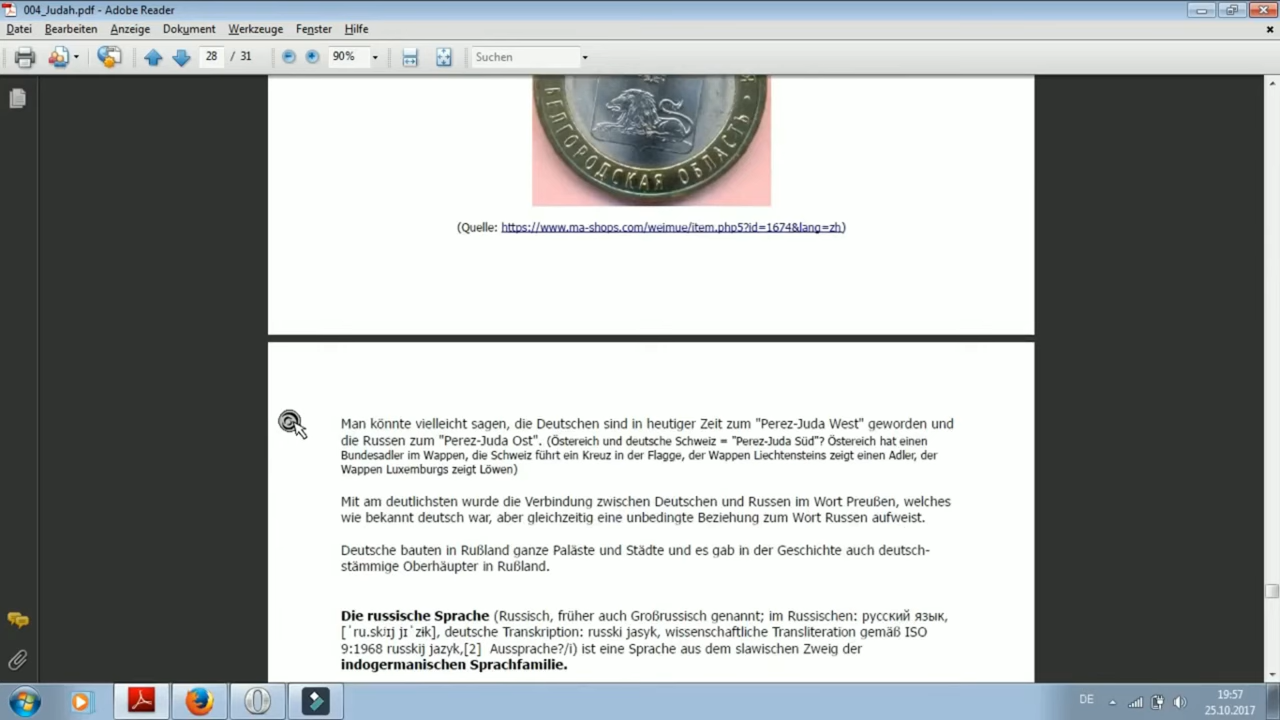 004_Judah.pdf - Adobe Reader
Datei Bearbeiten Anzeige Dokument Werkzeuge Fenster Hilfe
28 / 31 90% Suchen
БЕЛГОРОДСКАЯ ОБЛАСТЬ
(Quelle: https://www.ma-shops.com/weimue/item.php5?id=1674&lang=zh)
Man könnte vielleicht sagen, die Deutschen sind in heutiger Zeit zum "Perez-Juda West" geworden und
die Russen zum "Perez-Juda Ost". (Östereich und deutsche Schweiz = "Perez-Juda Süd"? Östereich hat einen
Bundesadler im Wappen, die Schweiz führt ein Kreuz in der Flagge, der Wappen Liechtensteins zeigt einen Adler, der
Wappen Luxemburgs zeigt Löwen)
Mit am deutlichsten wurde die Verbindung zwischen Deutschen und Russen im Wort Preußen, welches
wie bekannt deutsch war, aber gleichzeitig eine unbedingte Beziehung zum Wort Russen aufweist.
Deutsche bauten in Rußland ganze Paläste und Städte und es gab in der Geschichte auch deutsch-
stämmige Oberhäupter in Rußland.
Die russische Sprache (Russisch, früher auch Großrussisch genannt; im Russischen: русский язык,
[ˈru.skɪj jɪˈzɨk], deutsche Transkription: russki jasyk, wissenschaftliche Transliteration gemäß ISO
9:1968 russkij jazyk,[2] Aussprache?/i) ist eine Sprache aus dem slawischen Zweig der
indogermanischen Sprachfamilie.
DE
19:57
25.10.2017